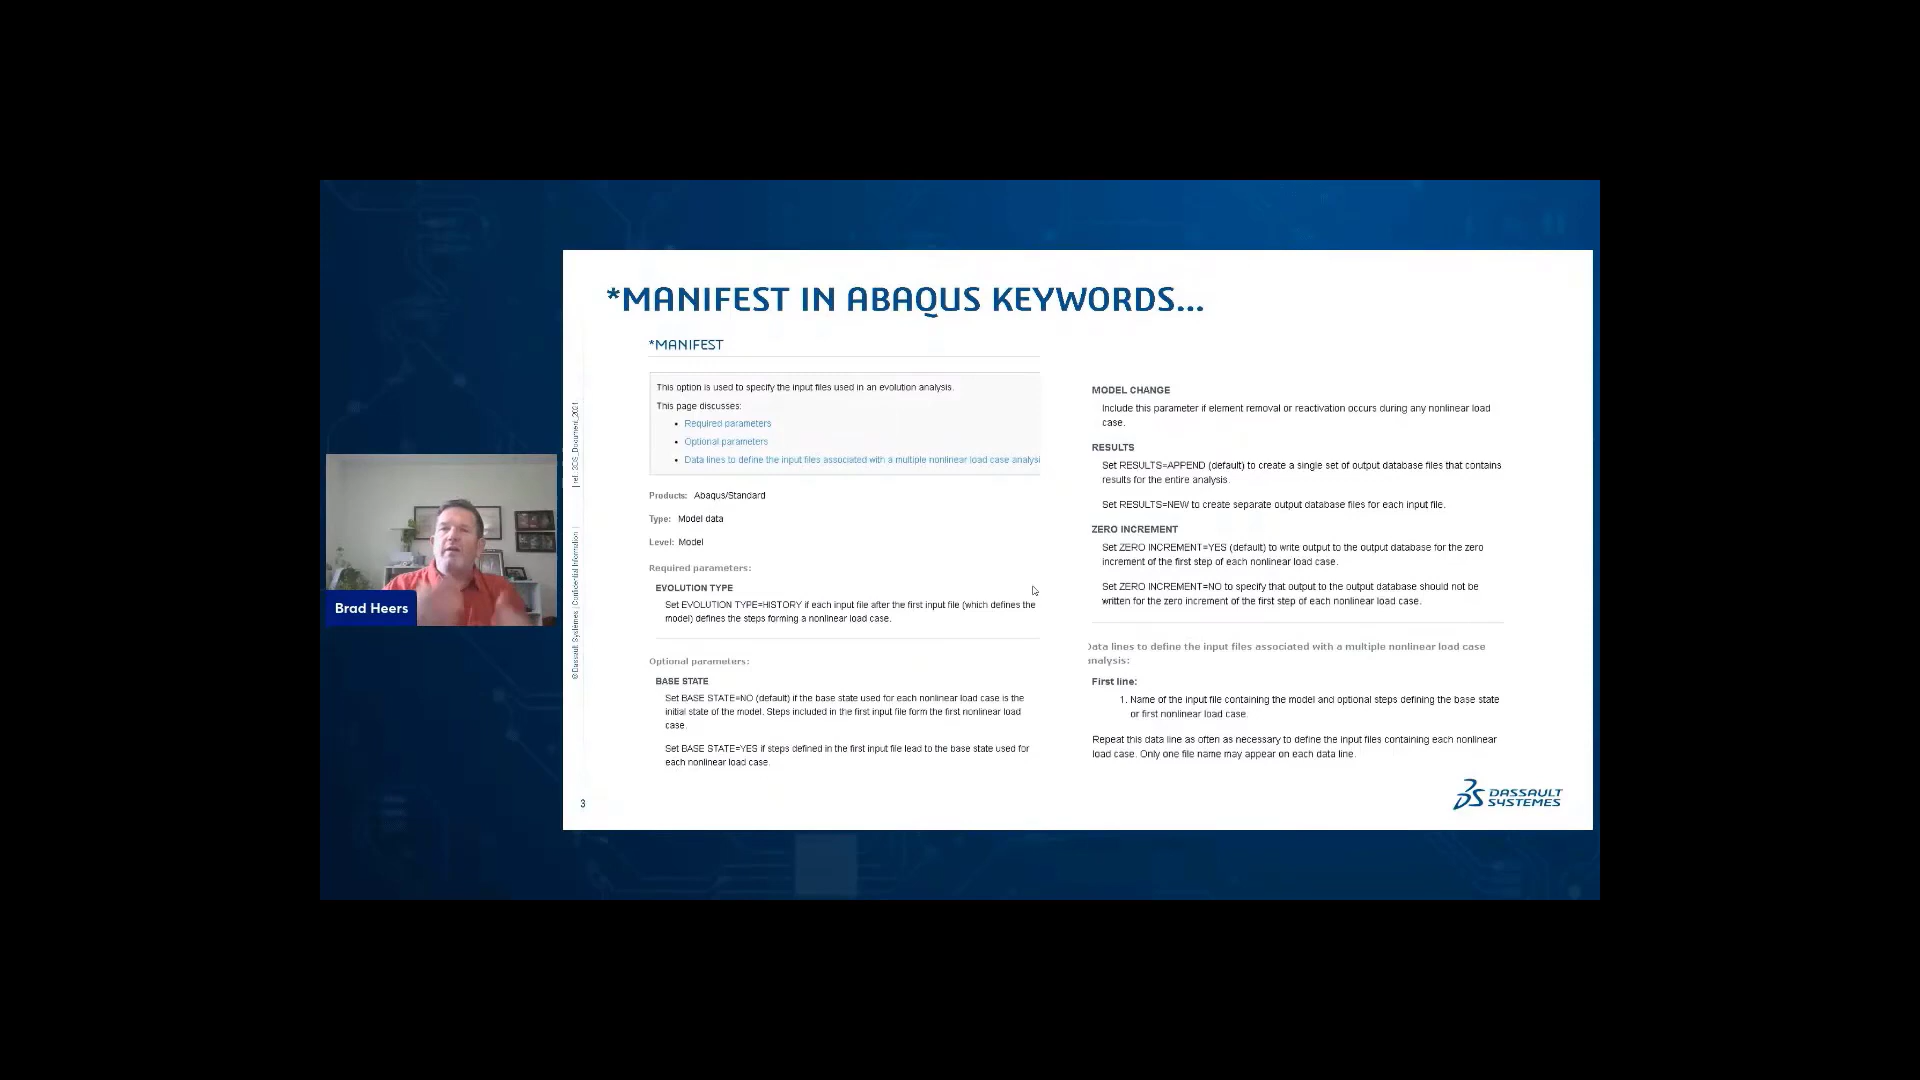 *MANIFEST IN ABAQUS KEYWORDS...
*MANIFEST
This option is used to specify the input files used in an evolution analysis.
This page discusses:
• Required parameters
• Optional parameters
• Data lines to define the input files associated with a multiple nonlinear load case analysi
Products: Abaqus/Standard
Type: Model data
Level: Model
Required parameters:
EVOLUTION TYPE
Set EVOLUTION TYPE=HISTORY if each input file after the first input file (which defines the
model) defines the steps forming a nonlinear load case.
Optional parameters:
BASE STATE
Set BASE STATE=NO (default) if the base state used for each nonlinear load case is the
initial state of the model. Steps included in the first input file form the first nonlinear load
case.
Set BASE STATE=YES if steps defined in the first input file lead to the base state used for
each nonlinear load case.
MODEL CHANGE
Include this parameter if element removal or reactivation occurs during any nonlinear load
case.
RESULTS
Set RESULTS=APPEND (default) to create a single set of output database files that contains
results for the entire analysis.
Set RESULTS=NEW to create separate output database files for each input file.
ZERO INCREMENT
Set ZERO INCREMENT=YES (default) to write output to the output database for the zero
increment of the first step of each nonlinear load case.
Set ZERO INCREMENT=NO to specify that output to the output database should not be
written for the zero increment of the first step of each nonlinear load case.
Data lines to define the input files associated with a multiple nonlinear load case
analysis:
First line:
1. Name of the input file containing the model and optional steps defining the base state
or first nonlinear load case.
Repeat this data line as often as necessary to define the input files containing each nonlinear
load case. Only one file name may appear on each data line.
© Dassault Systèmes | Confidential Information | ref.: 3DS_Document_2021
3
DASSAULT
SYSTEMES
Brad Heers